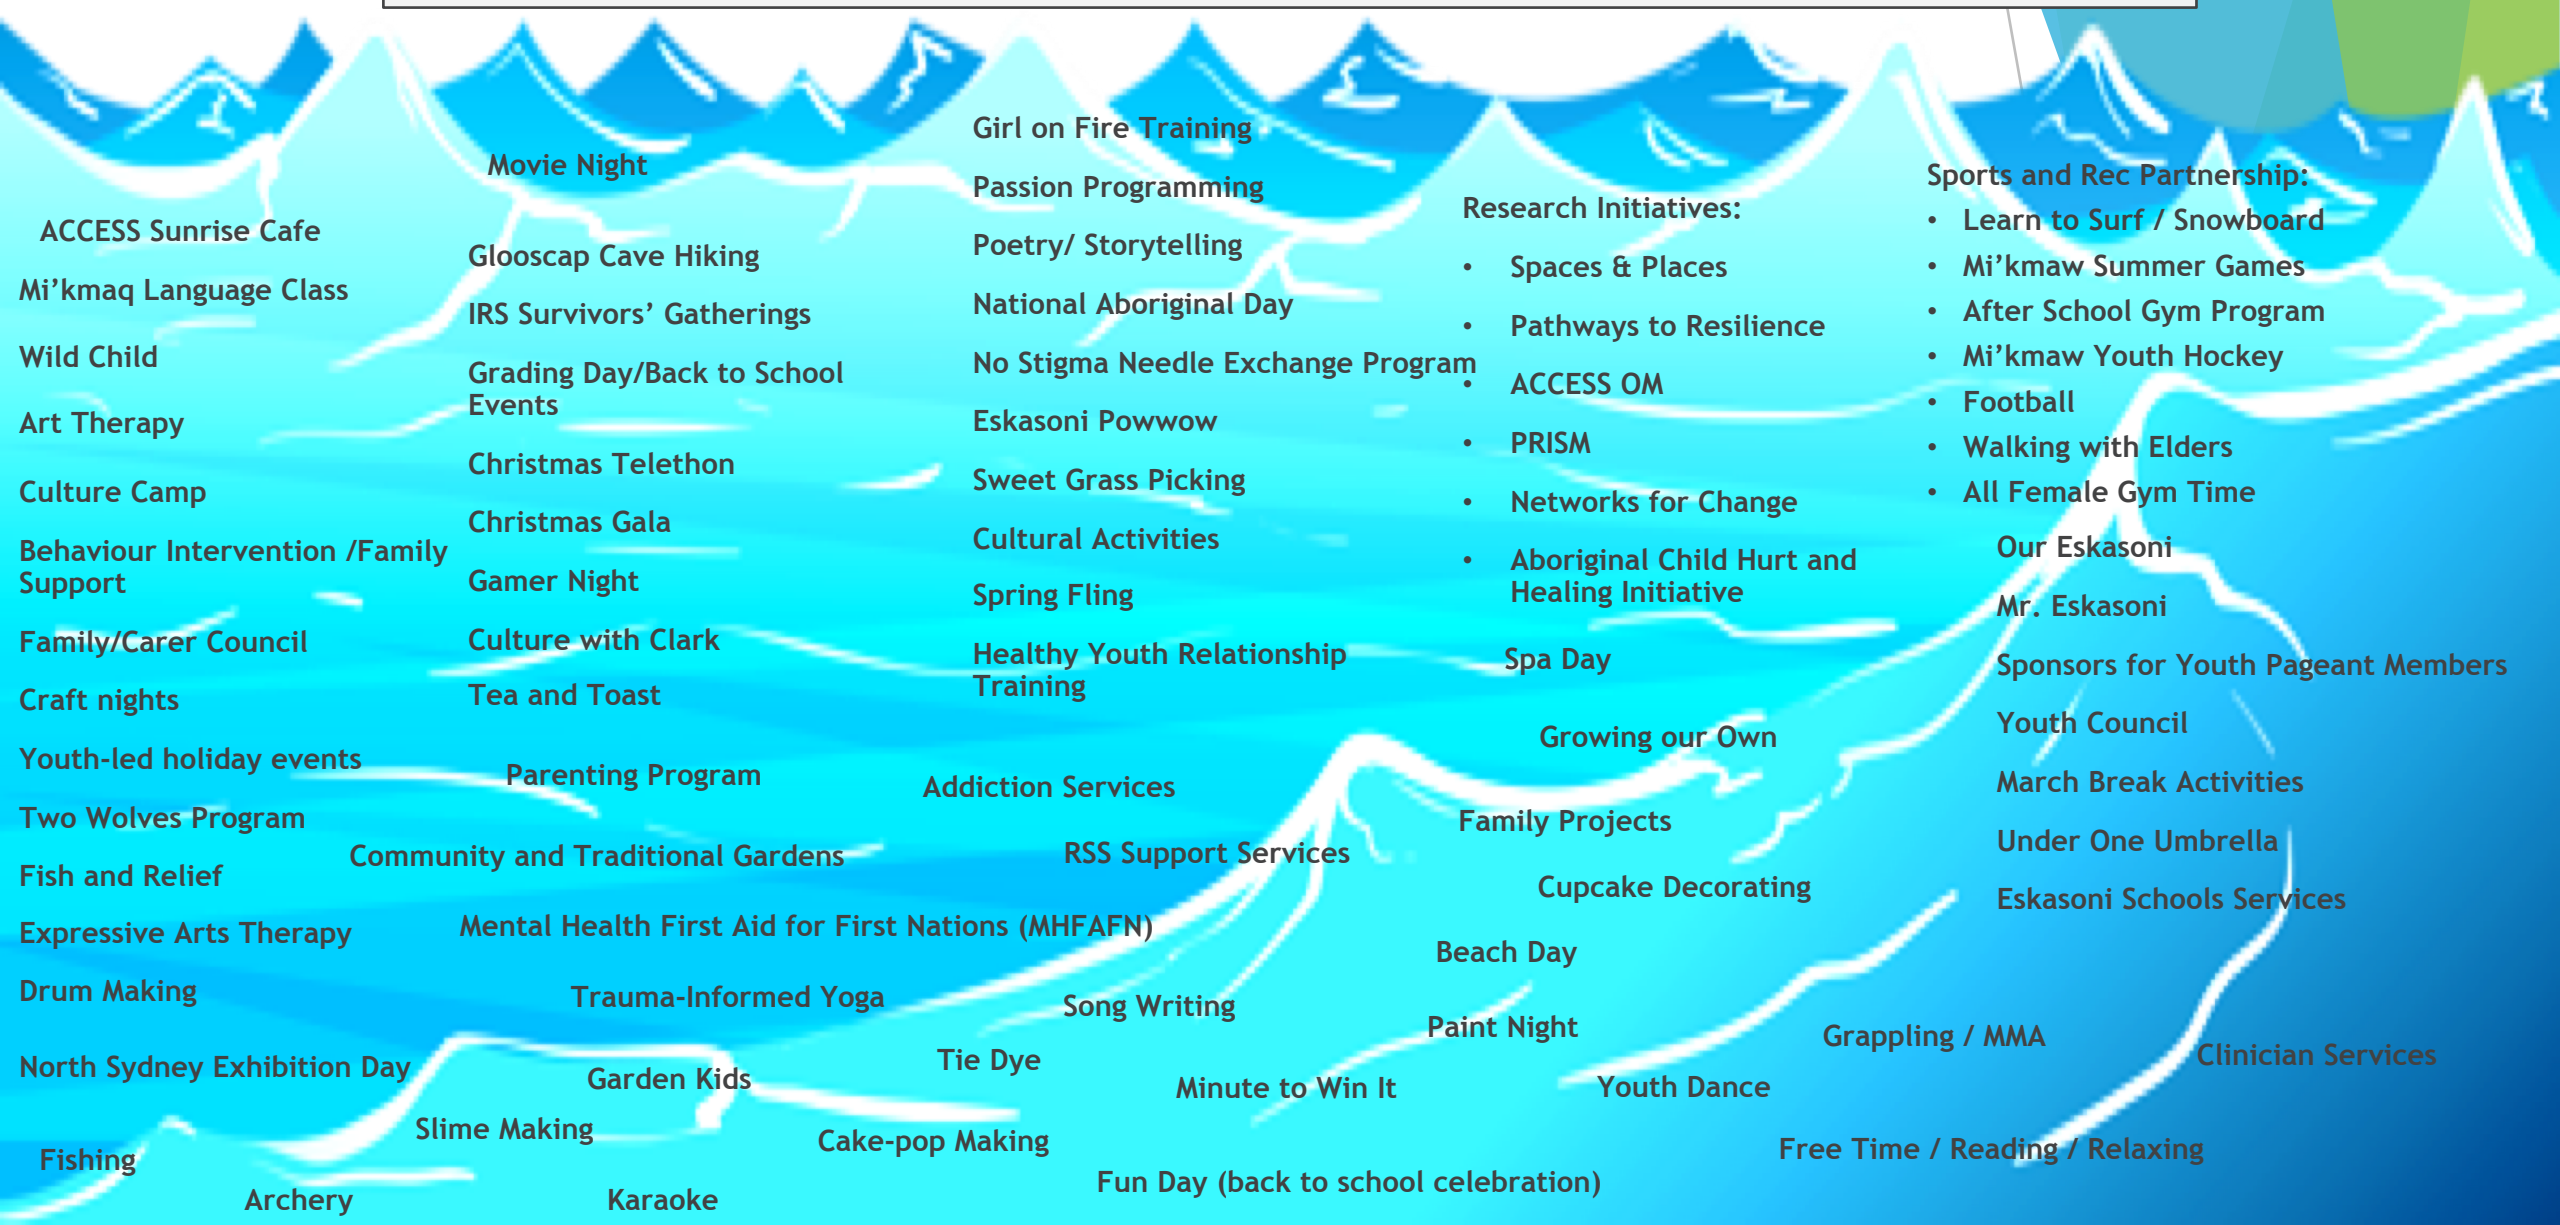 ACCESS Sunrise Cafe
Mi’kmaq Language Class
Wild Child
Art Therapy
Culture Camp
Behaviour Intervention /Family
Support
Family/Carer Council
Craft nights
Youth-led holiday events
Two Wolves Program
Fish and Relief
Expressive Arts Therapy
Drum Making
North Sydney Exhibition Day
Fishing
Archery
Movie Night
Glooscap Cave Hiking
IRS Survivors’ Gatherings
Grading Day/Back to School
Events
Christmas Telethon
Christmas Gala
Gamer Night
Culture with Clark
Tea and Toast
Parenting Program
Community and Traditional Gardens
Mental Health First Aid for First Nations (MHFAFN)
Trauma-Informed Yoga
Garden Kids
Slime Making
Karaoke
Girl on Fire Training
Passion Programming
Poetry/ Storytelling
National Aboriginal Day
No Stigma Needle Exchange Program
Eskasoni Powwow
Sweet Grass Picking
Cultural Activities
Spring Fling
Healthy Youth Relationship
Training
Addiction Services
RSS Support Services
Song Writing
Tie Dye
Cake-pop Making
Minute to Win It
Fun Day (back to school celebration)
Research Initiatives:
• Spaces & Places
• Pathways to Resilience
• ACCESS OM
• PRISM
• Networks for Change
• Aboriginal Child Hurt and
Healing Initiative
Spa Day
Growing our Own
Family Projects
Cupcake Decorating
Beach Day
Paint Night
Youth Dance
Sports and Rec Partnership:
• Learn to Surf / Snowboard
• Mi’kmaw Summer Games
• After School Gym Program
• Mi’kmaw Youth Hockey
• Football
• Walking with Elders
• All Female Gym Time
Our Eskasoni
Mr. Eskasoni
Sponsors for Youth Pageant Members
Youth Council
March Break Activities
Under One Umbrella
Eskasoni Schools Services
Grappling / MMA
Clinician Services
Free Time / Reading / Relaxing